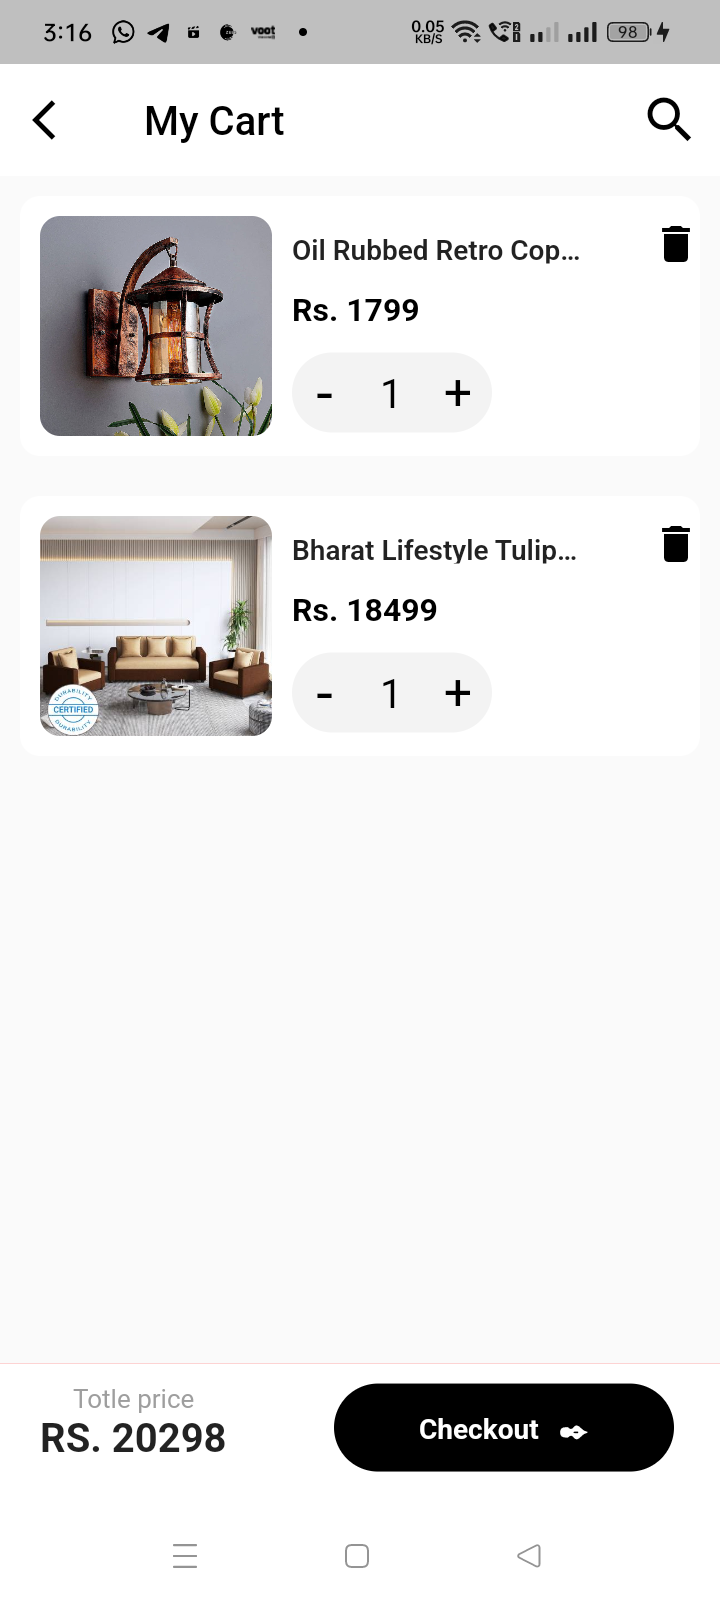 3:16 voot 0.05 KB/S 98
My Cart
Oil Rubbed Retro Cop...
Rs. 1799
- 1 +
Bharat Lifestyle Tulip...
Rs. 18499
- 1 +
DURABILITY
CERTIFIED
DURABILITY
Totle price
RS. 20298
Checkout